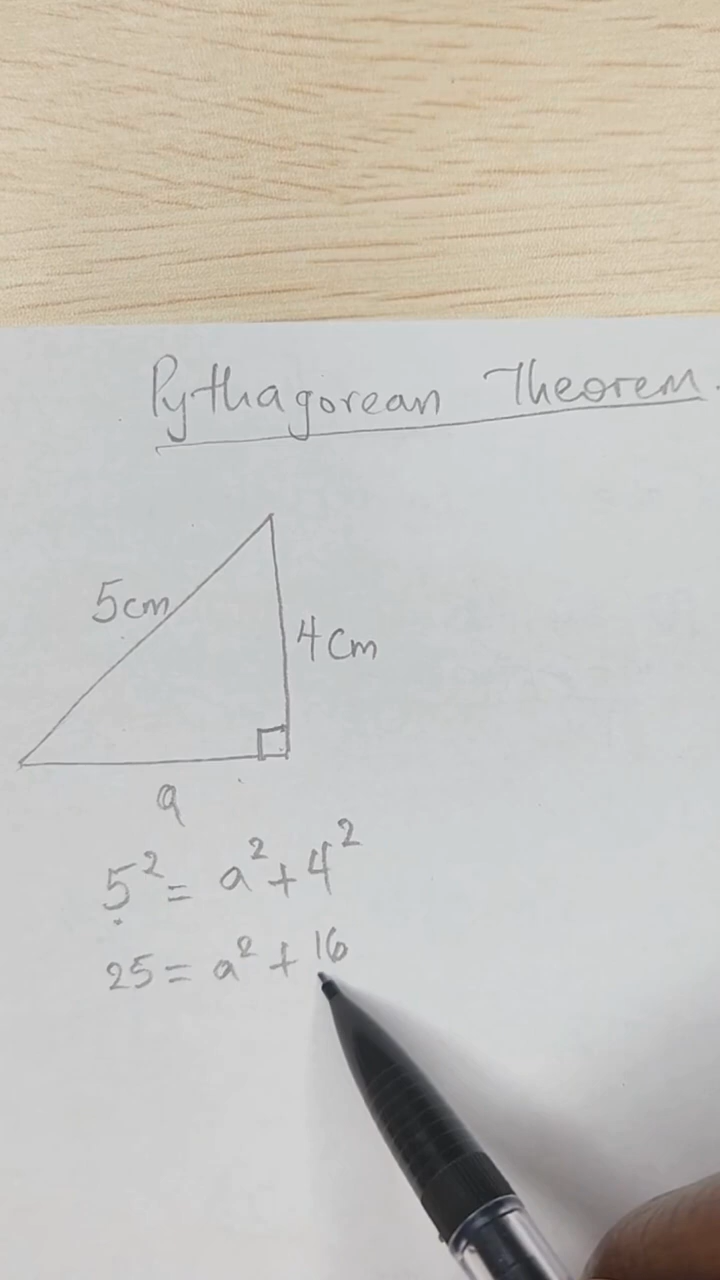 Pythagorean Theorem.
5cm
4cm
a
5² = a² + 4²
25 = a² + 16